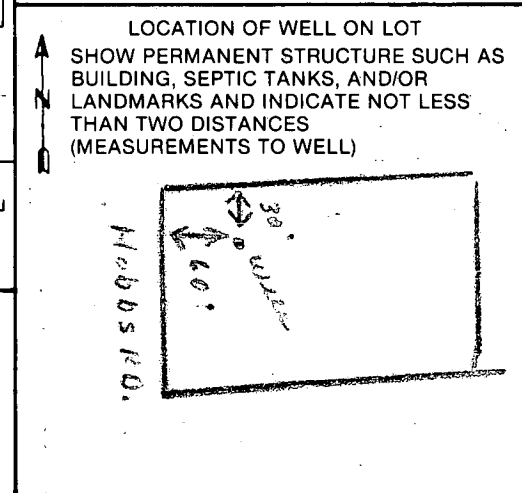 LOCATION OF WELL ON LOT
SHOW PERMANENT STRUCTURE SUCH AS
BUILDING, SEPTIC TANKS, AND/OR
LANDMARKS AND INDICATE NOT LESS
THAN TWO DISTANCES
(MEASUREMENTS TO WELL)
N
30'
60'
well
Hobbs RD.